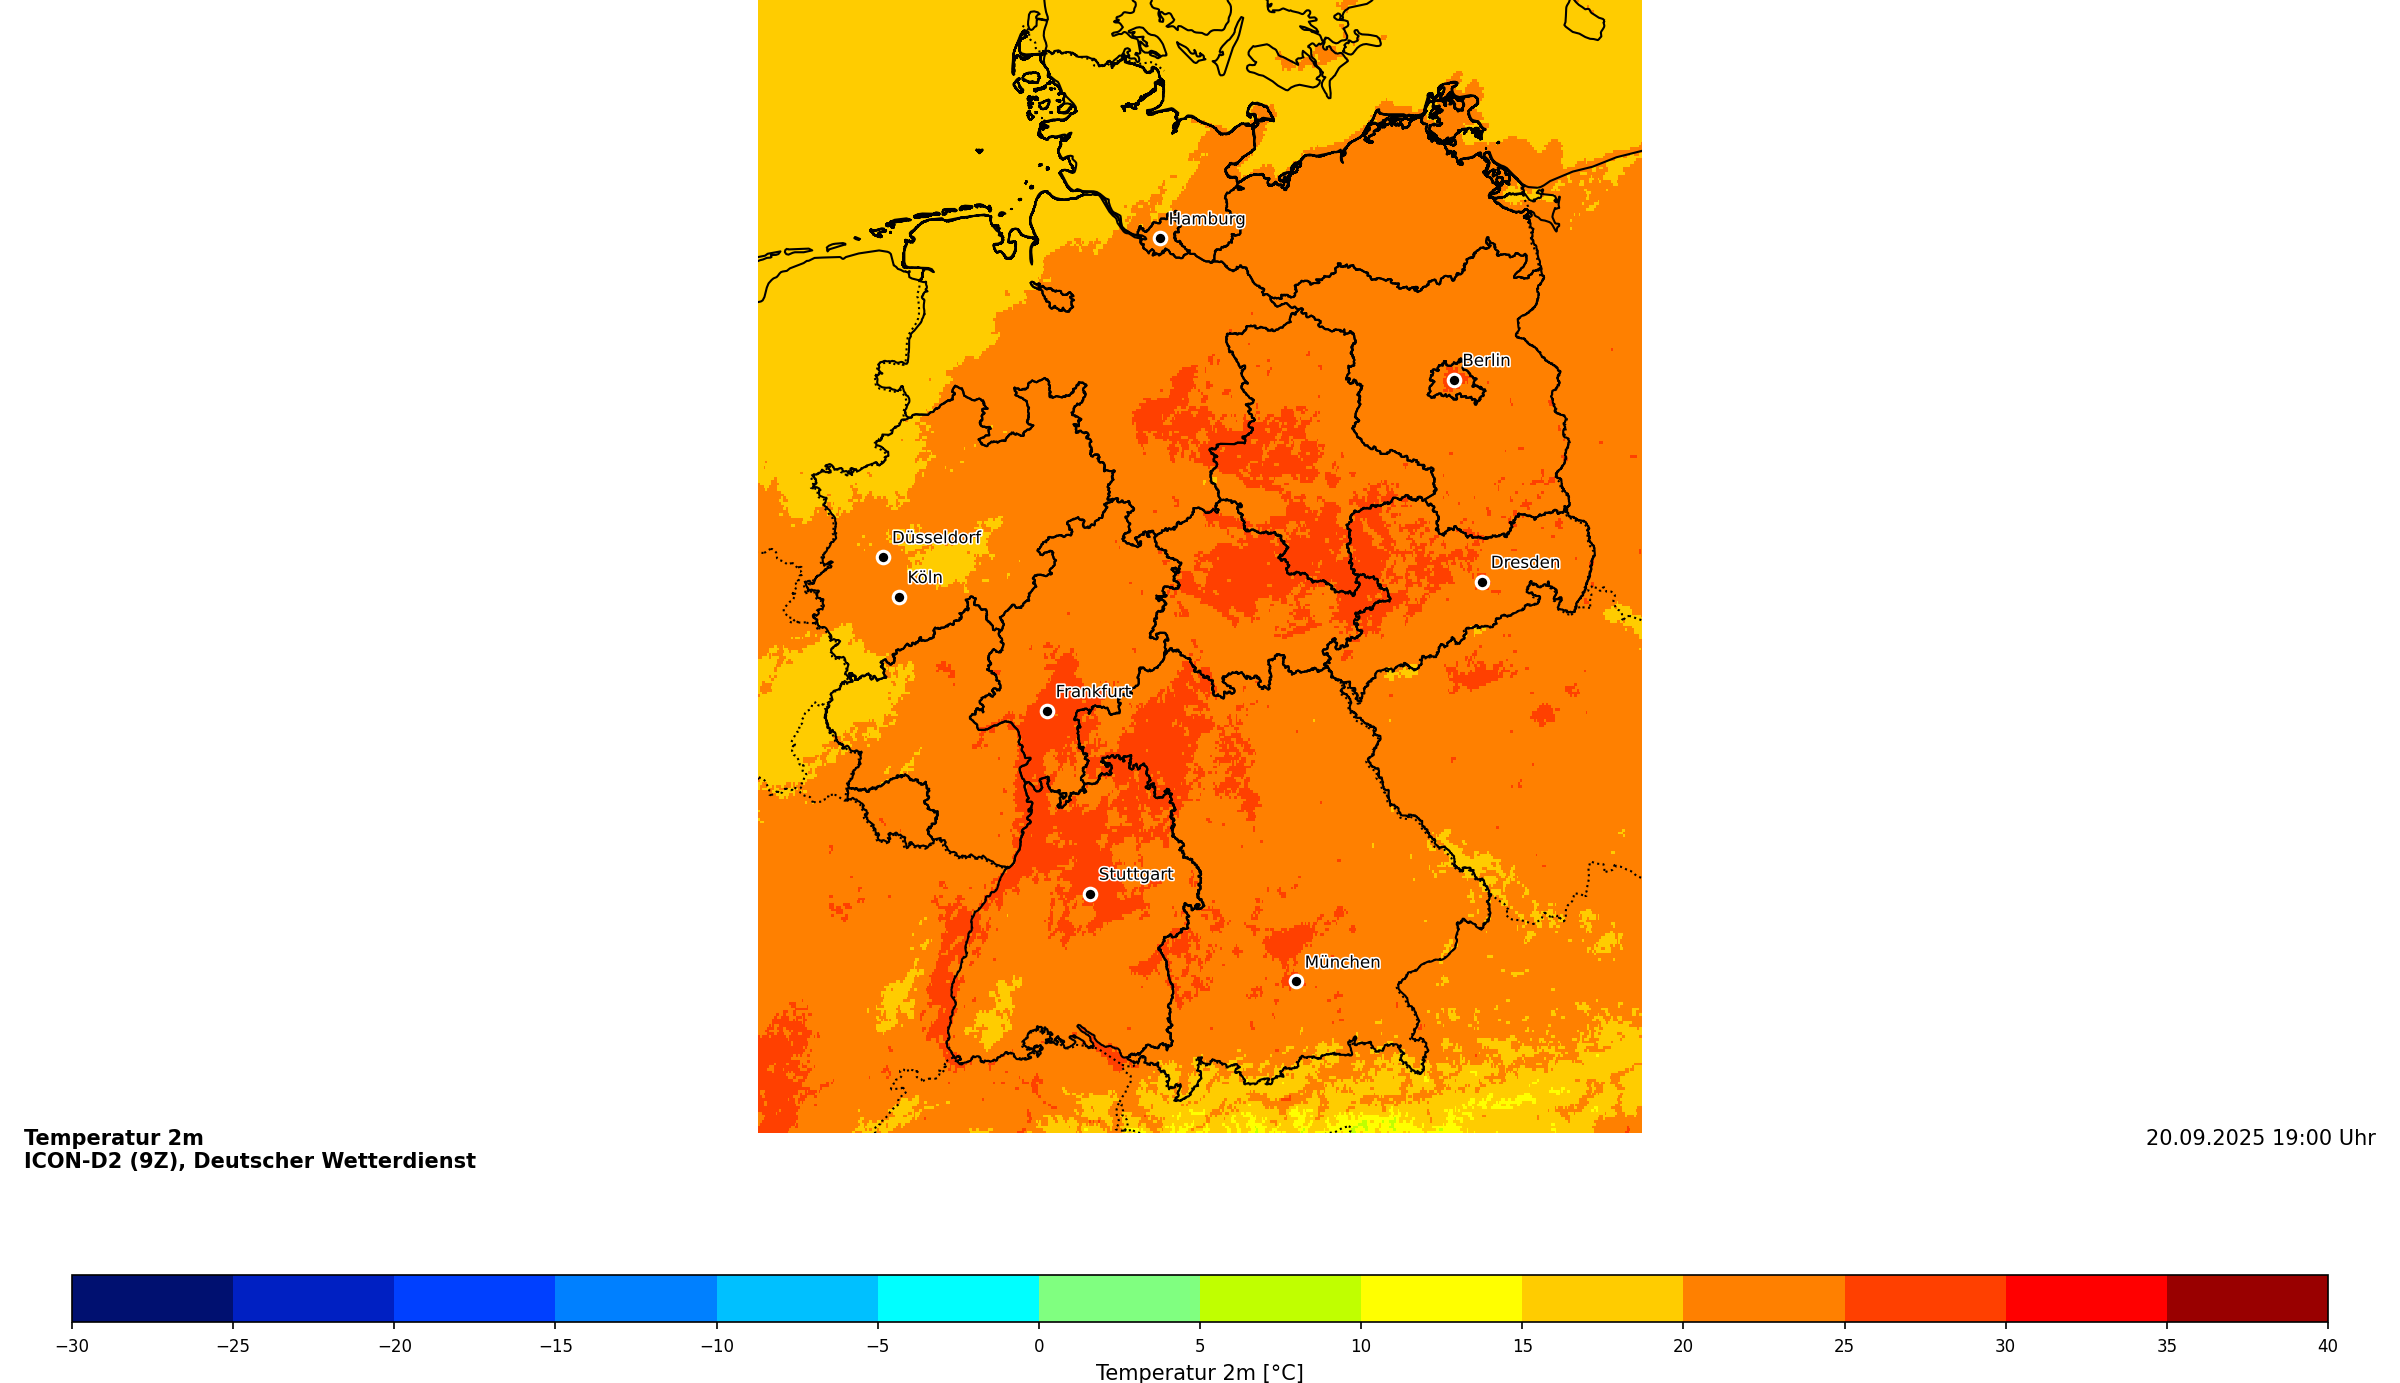 Hamburg
Berlin
Düsseldorf
Dresden
Köln
Frankfurt
Stuttgart
München
Temperatur 2m
ICON-D2 (9Z), Deutscher Wetterdienst
20.09.2025 19:00 Uhr
−30 −25 −20 −15 −10 −5 0 5 10 15 20 25 30 35 40
Temperatur 2m [°C]